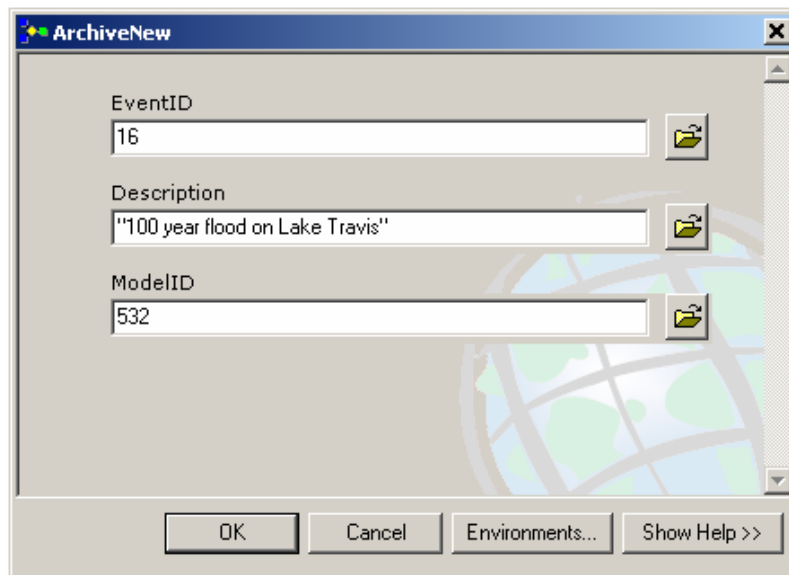 ArchiveNew
EventID
16
Description
"100 year flood on Lake Travis"
ModelID
532
OK Cancel Environments... Show Help >>